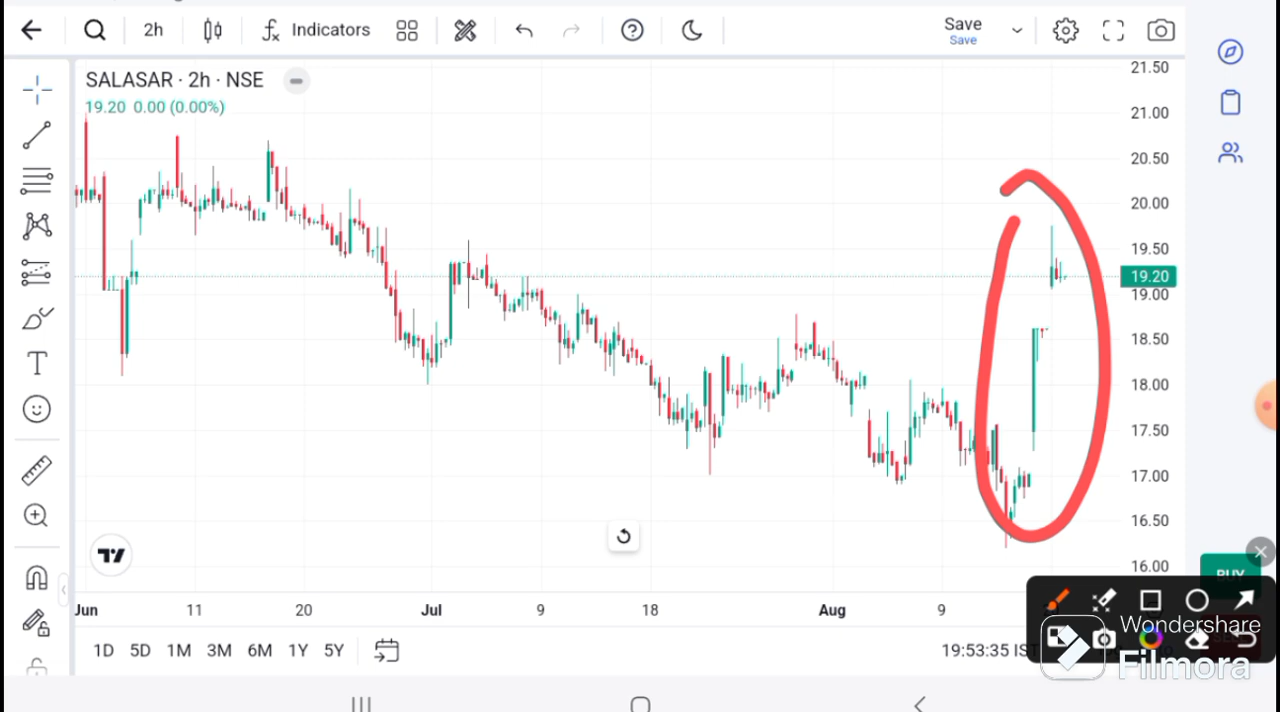 2h
Indicators
Save
Save
SALASAR · 2h · NSE
19.20 0.00 (0.00%)
21.50
21.00
20.50
20.00
19.50
19.20
19.00
18.50
18.00
17.50
17.00
16.50
16.00
BUY
Jun 11 20 Jul 9 18 Aug 9
1D 5D 1M 3M 6M 1Y 5Y
19:53:35 IST
Wondershare
Filmora